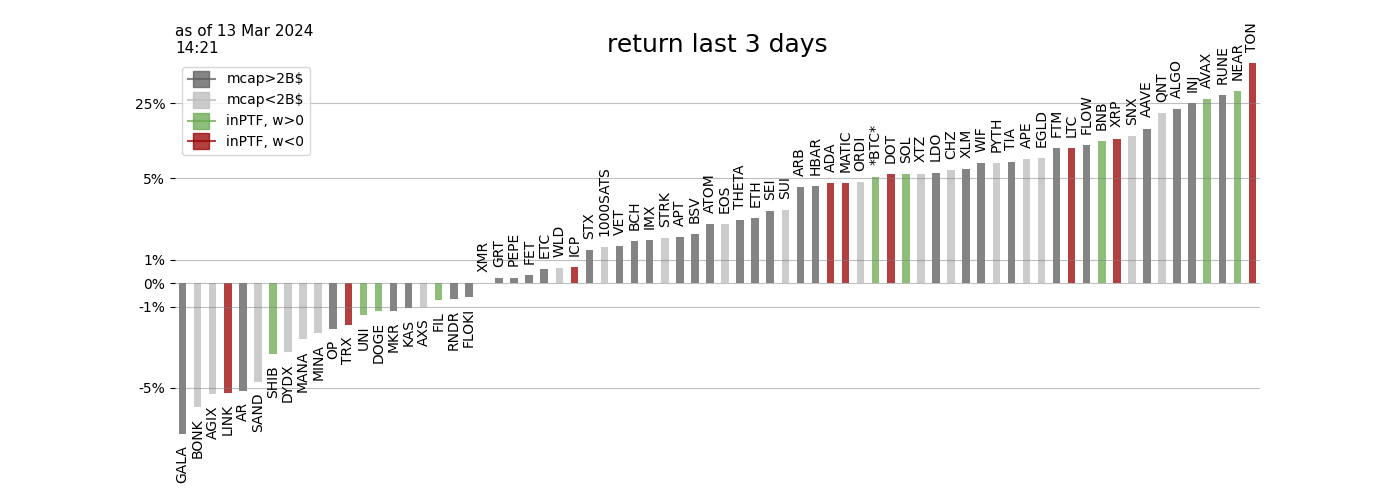 as of 13 Mar 2024
14:21
return last 3 days
mcap>2B$
mcap<2B$
inPTF, w>0
inPTF, w<0
25%
5%
1%
0%
-1%
-5%
GALA
BONK
AGIX
LINK
AR
SAND
SHIB
DYDX
MANA
MINA
OP
TRX
UNI
DOGE
MKR
KAS
AXS
FIL
RNDR
FLOKI
XMR
GRT
PEPE
FET
ETC
WLD
ICP
STX
1000SATS
VET
BCH
IMX
STRK
APT
BSV
ATOM
EOS
THETA
ETH
SEI
SUI
ARB
HBAR
ADA
MATIC
ORDI
*BTC*
DOT
SOL
XTZ
LDO
CHZ
XLM
WIF
PYTH
TIA
APE
EGLD
FTM
LTC
FLOW
BNB
XRP
SNX
AAVE
QNT
ALGO
INJ
AVAX
RUNE
NEAR
TON